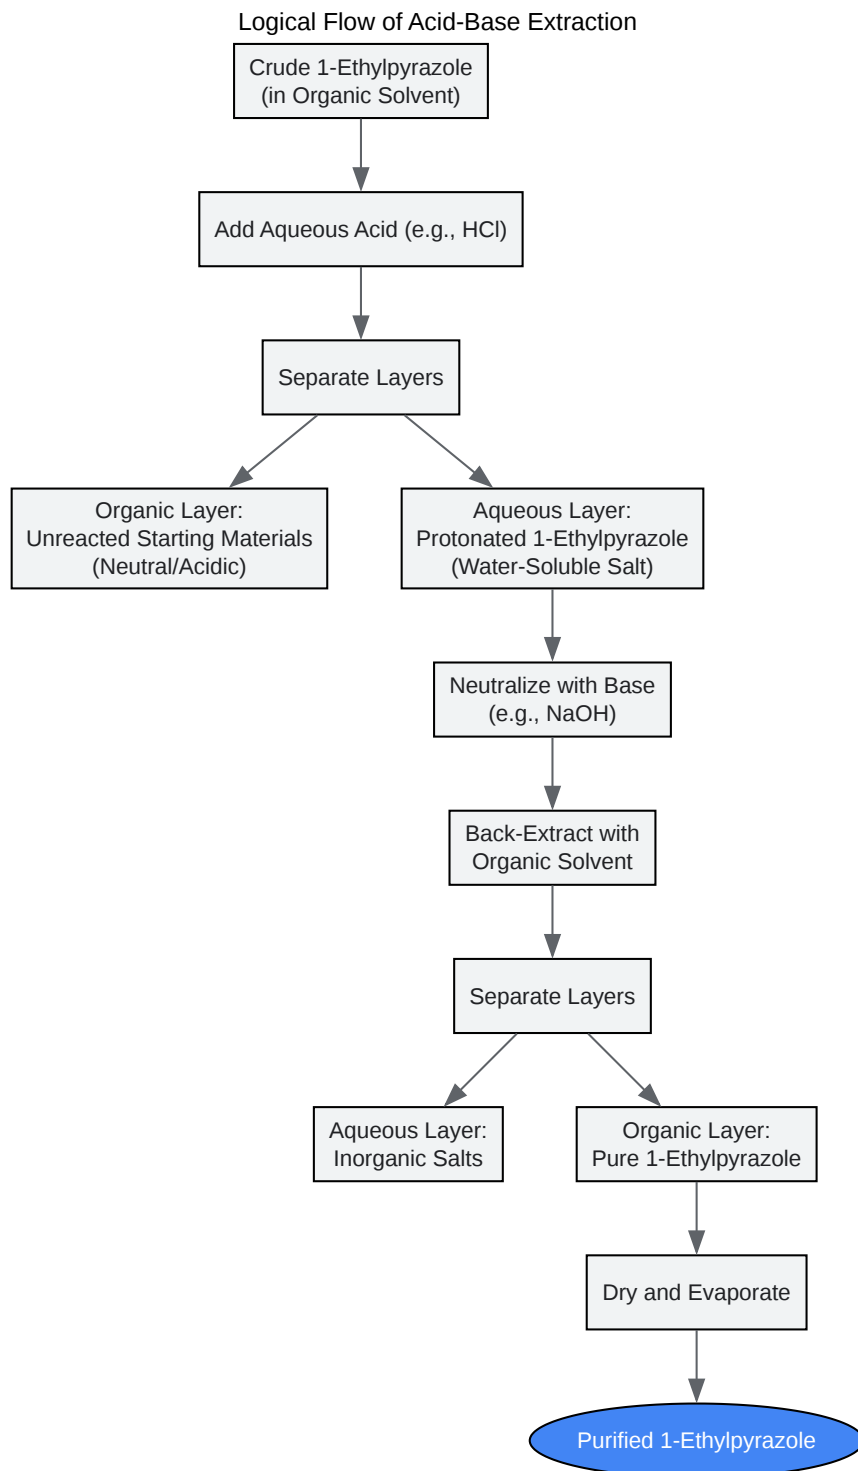 Logical Flow of Acid-Base Extraction
Crude 1-Ethylpyrazole
(in Organic Solvent)
Add Aqueous Acid (e.g., HCl)
Separate Layers
Organic Layer:
Unreacted Starting Materials
(Neutral/Acidic)
Aqueous Layer:
Protonated 1-Ethylpyrazole
(Water-Soluble Salt)
Neutralize with Base
(e.g., NaOH)
Back-Extract with
Organic Solvent
Separate Layers
Aqueous Layer:
Inorganic Salts
Organic Layer:
Pure 1-Ethylpyrazole
Dry and Evaporate
Purified 1-Ethylpyrazole